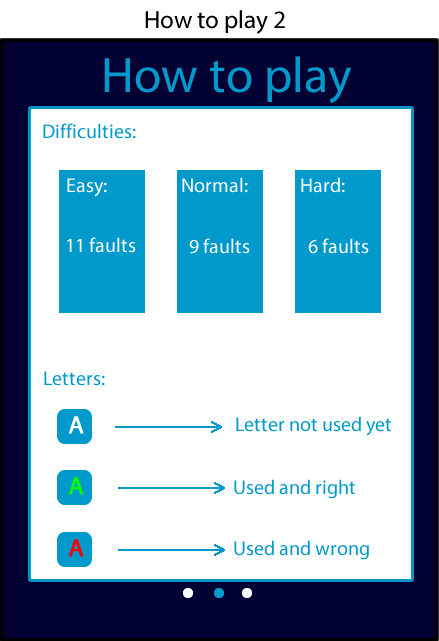 How to play 2
How to play
Difficulties:
Easy:
11 faults
Normal:
9 faults
Hard:
6 faults
Letters:
A Letter not used yet
A Used and right
A Used and wrong